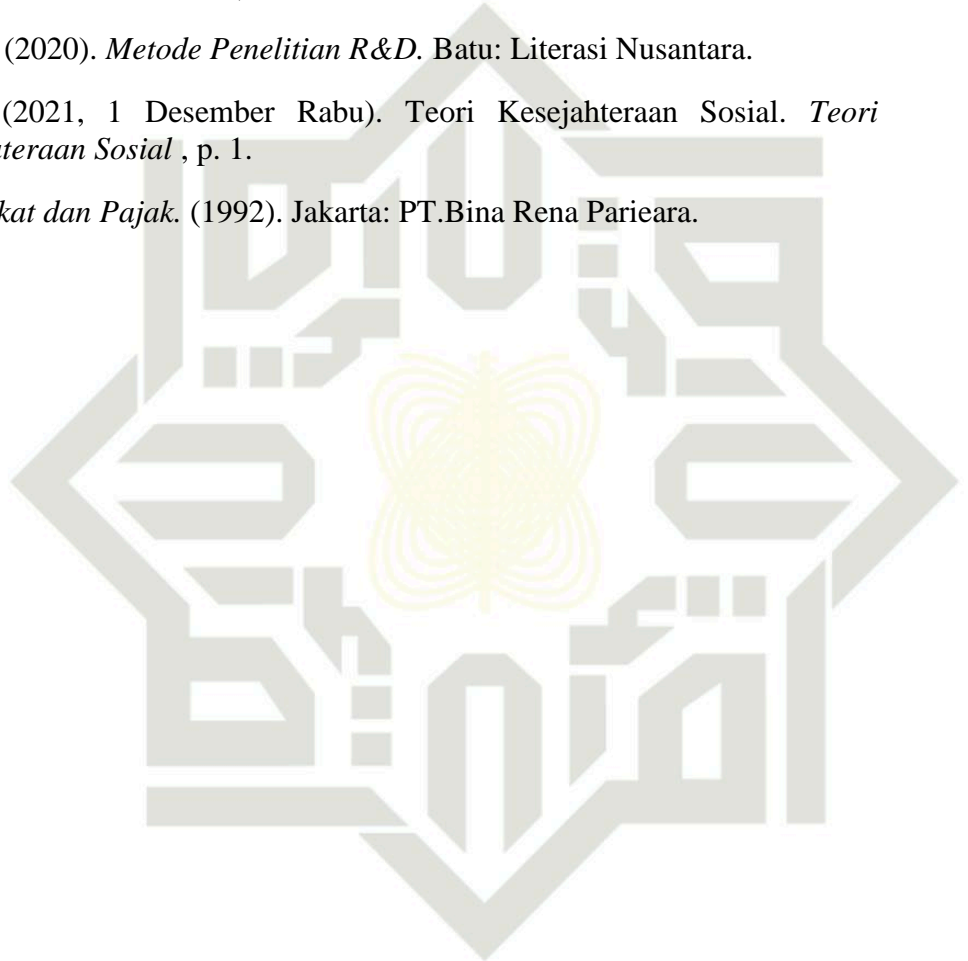 (2020). Metode Penelitian R&D. Batu: Literasi Nusantara.
(2021, 1 Desember Rabu). Teori Kesejahteraan Sosial. Teori
teraan Sosial , p. 1.
kat dan Pajak. (1992). Jakarta: PT.Bina Rena Parieara.